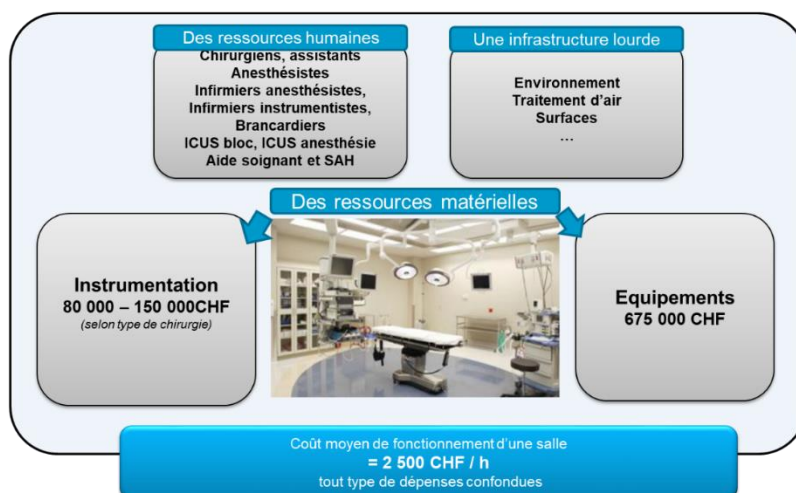 Des ressources humaines
Chirurgiens, assistants
Anesthésistes
Infirmiers anesthésistes,
Infirmiers instrumentistes,
Brancardiers
ICUS bloc, ICUS anesthésie
Aide soignant et SAH
Une infrastructure lourde
Environnement
Traitement d'air
Surfaces
...
Des ressources matérielles
Instrumentation
80 000 – 150 000CHF
(selon type de chirurgie)
Equipements
675 000 CHF
Coût moyen de fonctionnement d'une salle
= 2 500 CHF / h
tout type de dépenses confondues